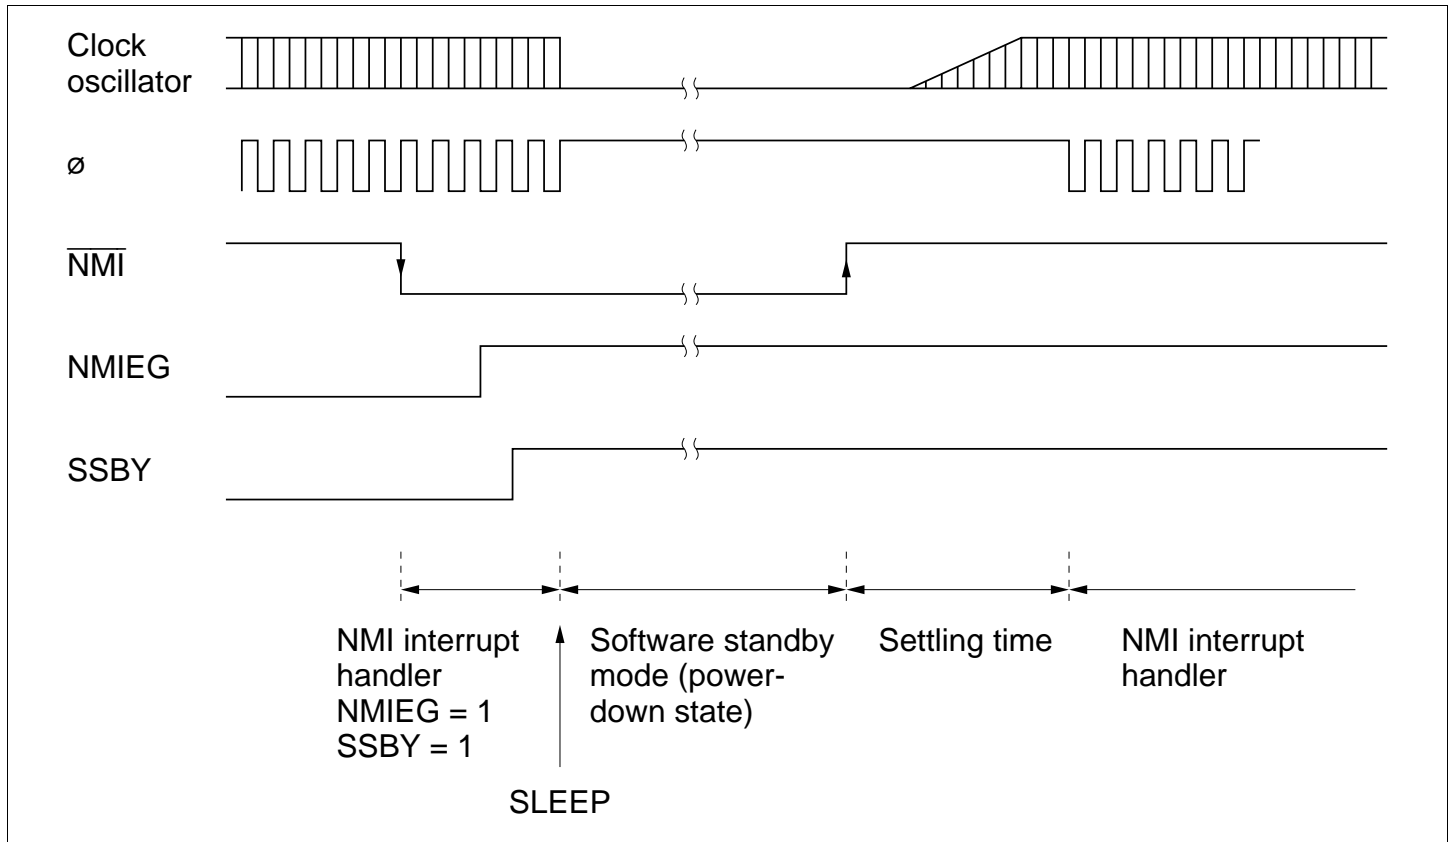 Clock
oscillator
ø
NMI
NMIEG
SSBY
NMI interrupt
handler
NMIEG = 1
SSBY = 1
Software standby
mode (power-
down state)
Settling time
NMI interrupt
handler
SLEEP